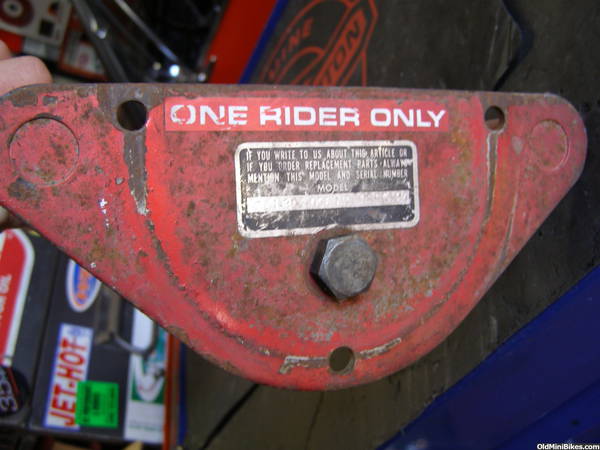 ONE RIDER ONLY
IF YOU WRITE TO US ABOUT THIS ARTICLE OR
IF YOU ORDER REPLACEMENT PARTS ALWAYS
MENTION THIS MODEL AND SERIAL NUMBER
MODEL
JET-HOT
OIL
OldMiniBikes.com